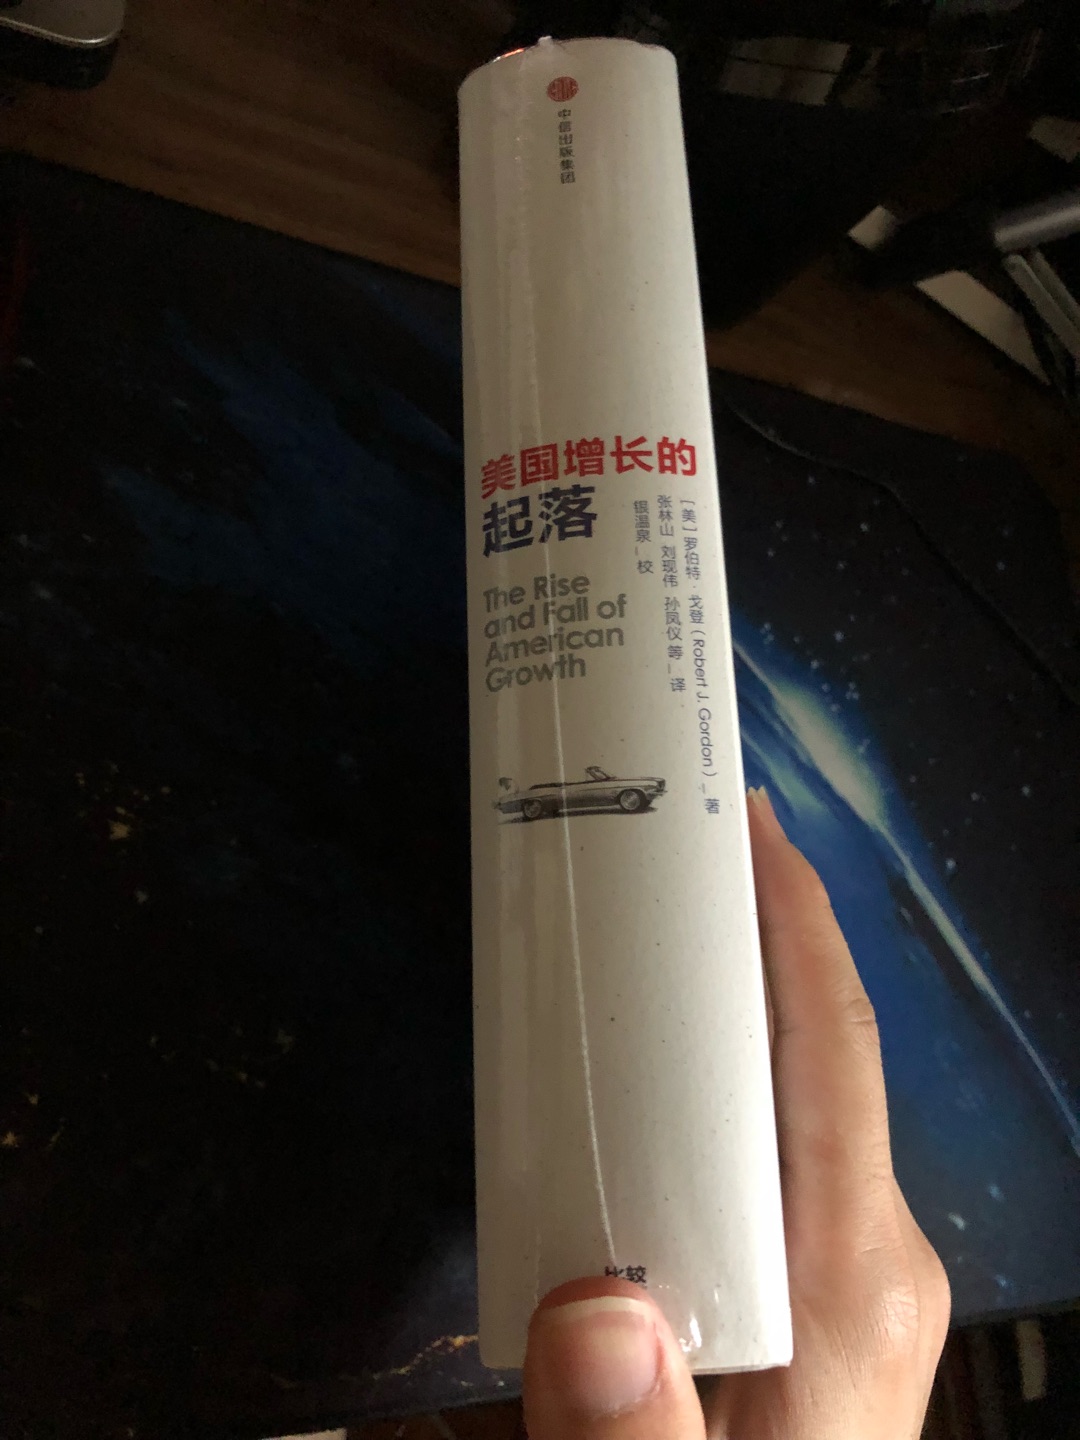 中信出版集团
美国增长的
起落
The Rise
and Fall of
American
Growth
[美]罗伯特·戈登(Robert J. Gordon)|著
张林山 刘现伟 孙凤仪 等|译
银温泉|校
比较